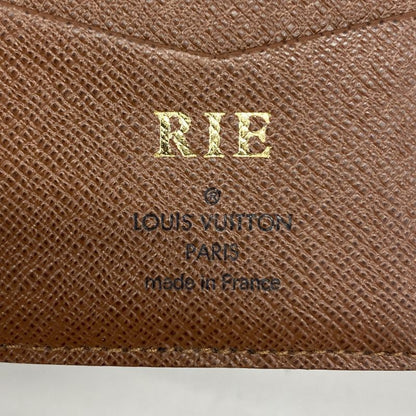 RIE
®
LOUIS VUITTON
PARIS
made in France